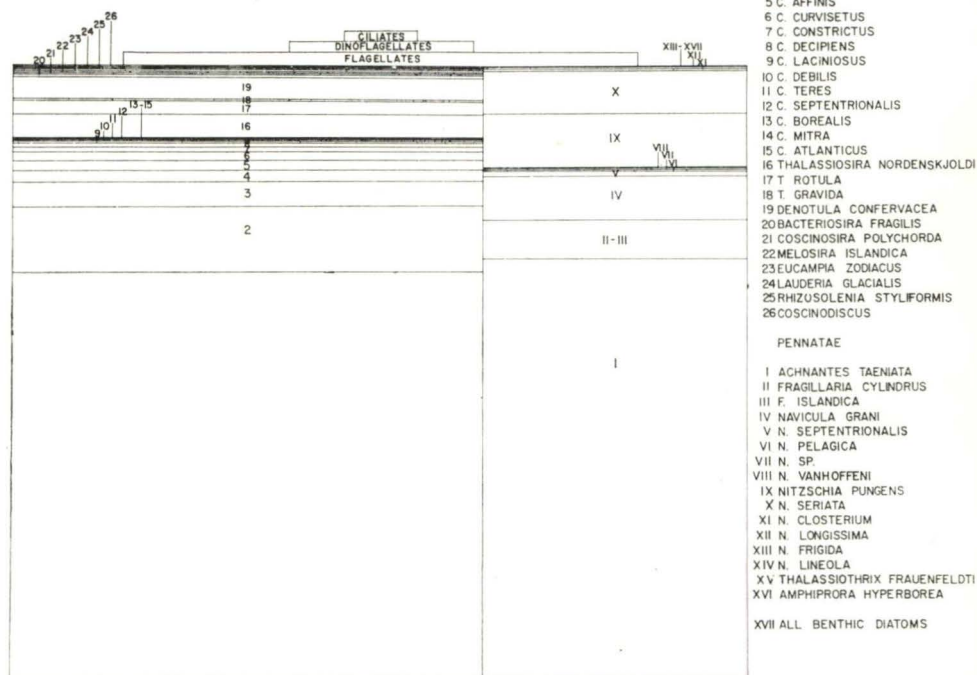 26
25
24
23
22
21
20
CILIATES
DINOFLAGELLATES
FLAGELLATES
XIII-XVII
XII
XI
19
18
17
13-15
12
11
10
9
16
8
7
6
5
4
3
2
X
IX
VIII
VII
VI
V
IV
II-III
I
5 C. AFFINIS
6 C. CURVISETUS
7 C. CONSTRICTUS
8 C. DECIPIENS
9 C. LACINIOSUS
10 C. DEBILIS
11 C. TERES
12 C. SEPTENTRIONALIS
13 C. BOREALIS
14 C. MITRA
15 C. ATLANTICUS
16 THALASSIOSIRA NORDENSKJOLDI
17 T ROTULA
18 T. GRAVIDA
19 DENOTULA CONFERVACEA
20 BACTERIOSIRA FRAGILIS
21 COSCINOSIRA POLYCHORDA
22 MELOSIRA ISLANDICA
23 EUCAMPIA ZODIACUS
24 LAUDERIA GLACIALIS
25 RHIZOSOLENIA STYLIFORMIS
26 COSCINODISCUS
PENNATAE
I ACHNANTES TAENIATA
II FRAGILLARIA CYLINDRUS
III F. ISLANDICA
IV NAVICULA GRANI
V N. SEPTENTRIONALIS
VI N. PELAGICA
VII N. SP.
VIII N. VANHOFFENI
IX NITZSCHIA PUNGENS
X N. SERIATA
XI N. CLOSTERIUM
XII N. LONGISSIMA
XIII N. FRIGIDA
XIV N. LINEOLA
XV THALASSIOTHRIX FRAUENFELDTI
XVI AMPHIPRORA HYPERBOREA
XVII ALL BENTHIC DIATOMS